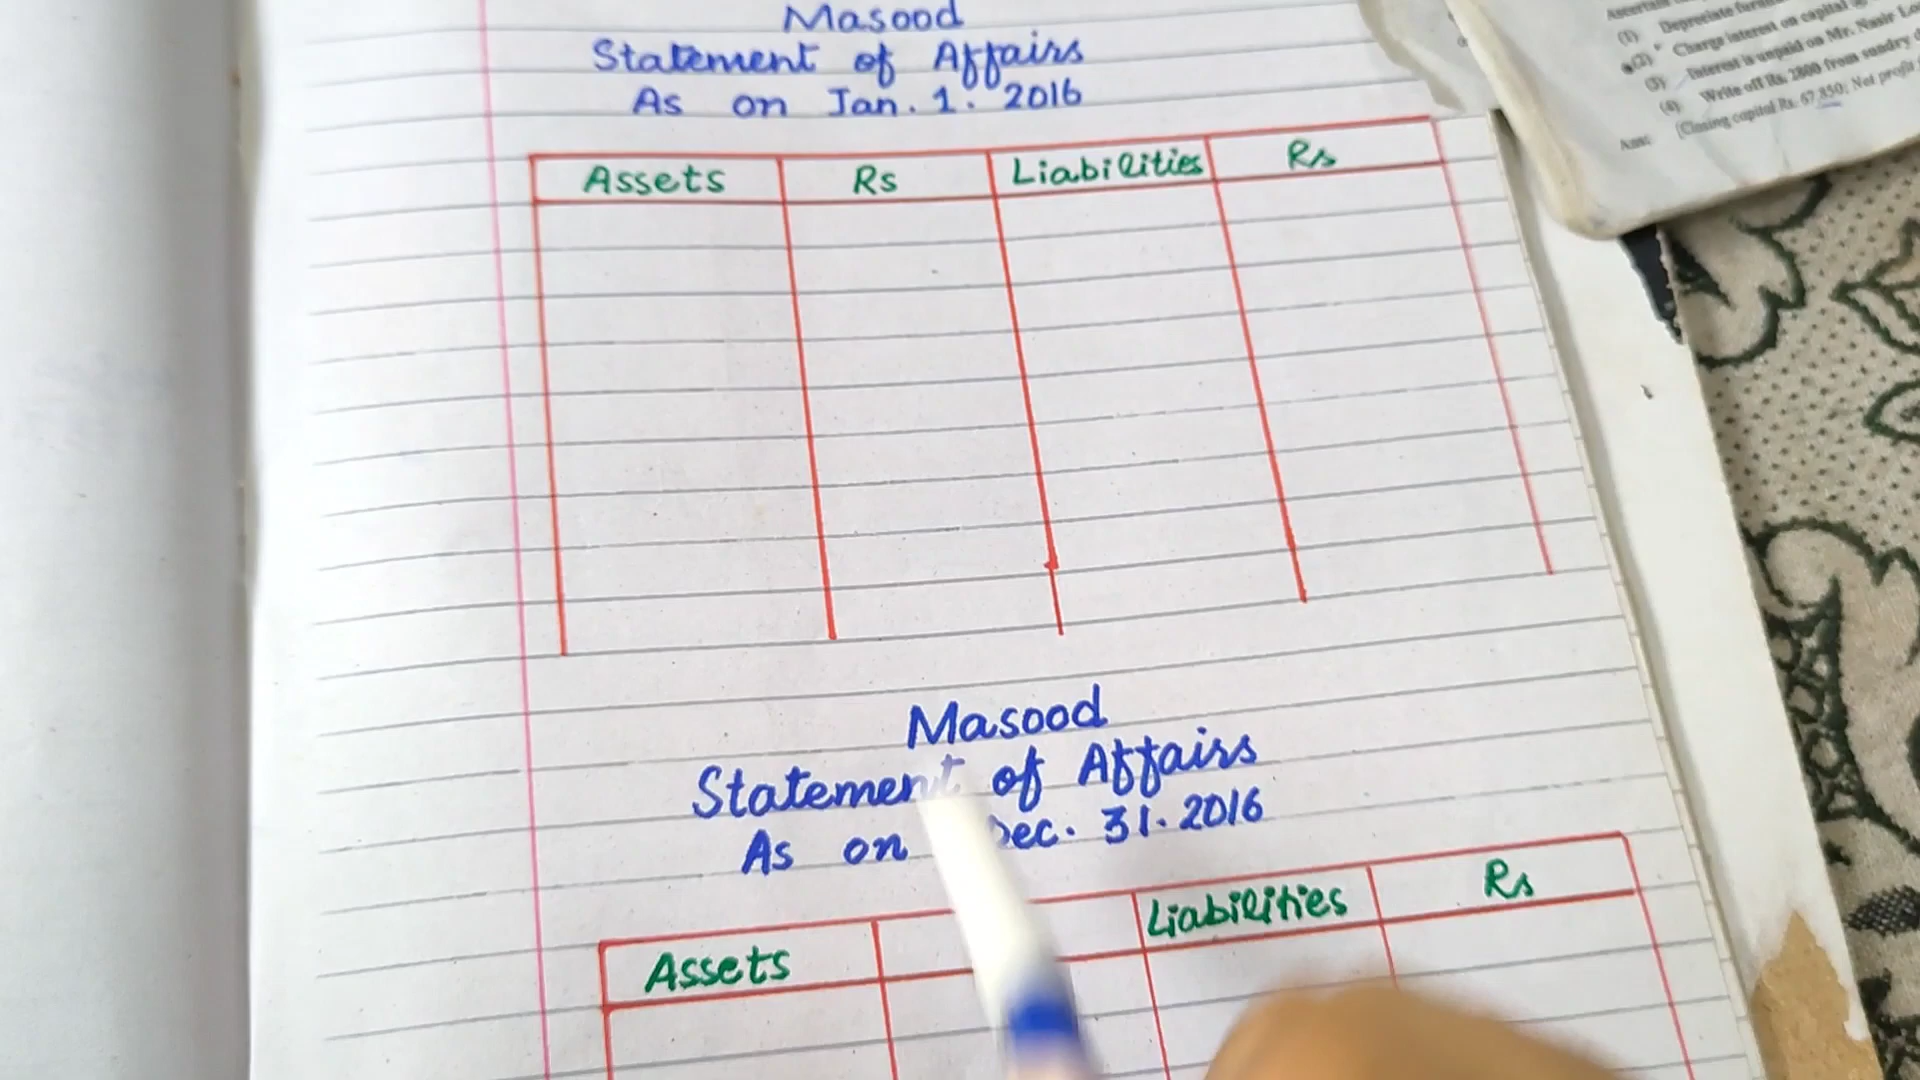 Masood
Statement of Affairs
As on Jan. 1. 2016
Assets Rs Liabilities Rs
Masood
Statement of Affairs
As on Dec. 31. 2016
Assets Liabilities Rs
(1) Depreciate
(2) Charge interest on capital
(3) Interest is unpaid on Mr. Nasir
(4) Write off Rs. 2800 from sundry
Ans: [Closing capital Rs. 67,850; Net profit